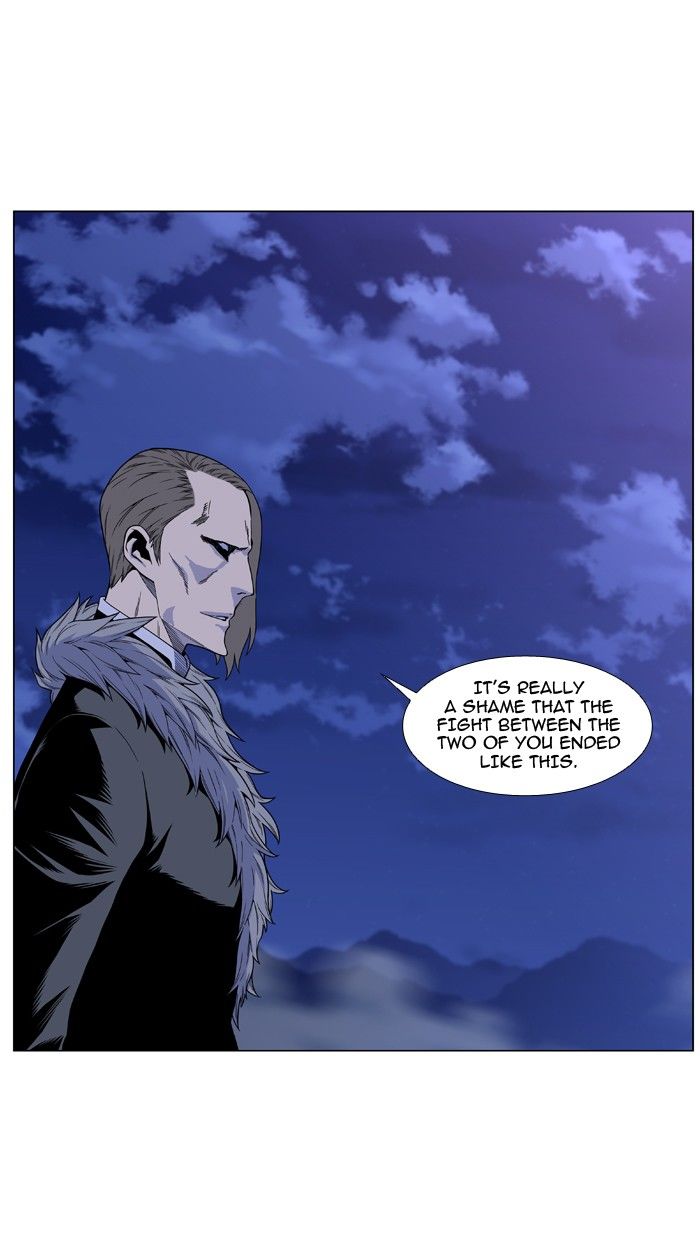 IT'S REALLY
A SHAME THAT THE
FIGHT BETWEEN THE
TWO OF YOU ENDED
LIKE THIS.